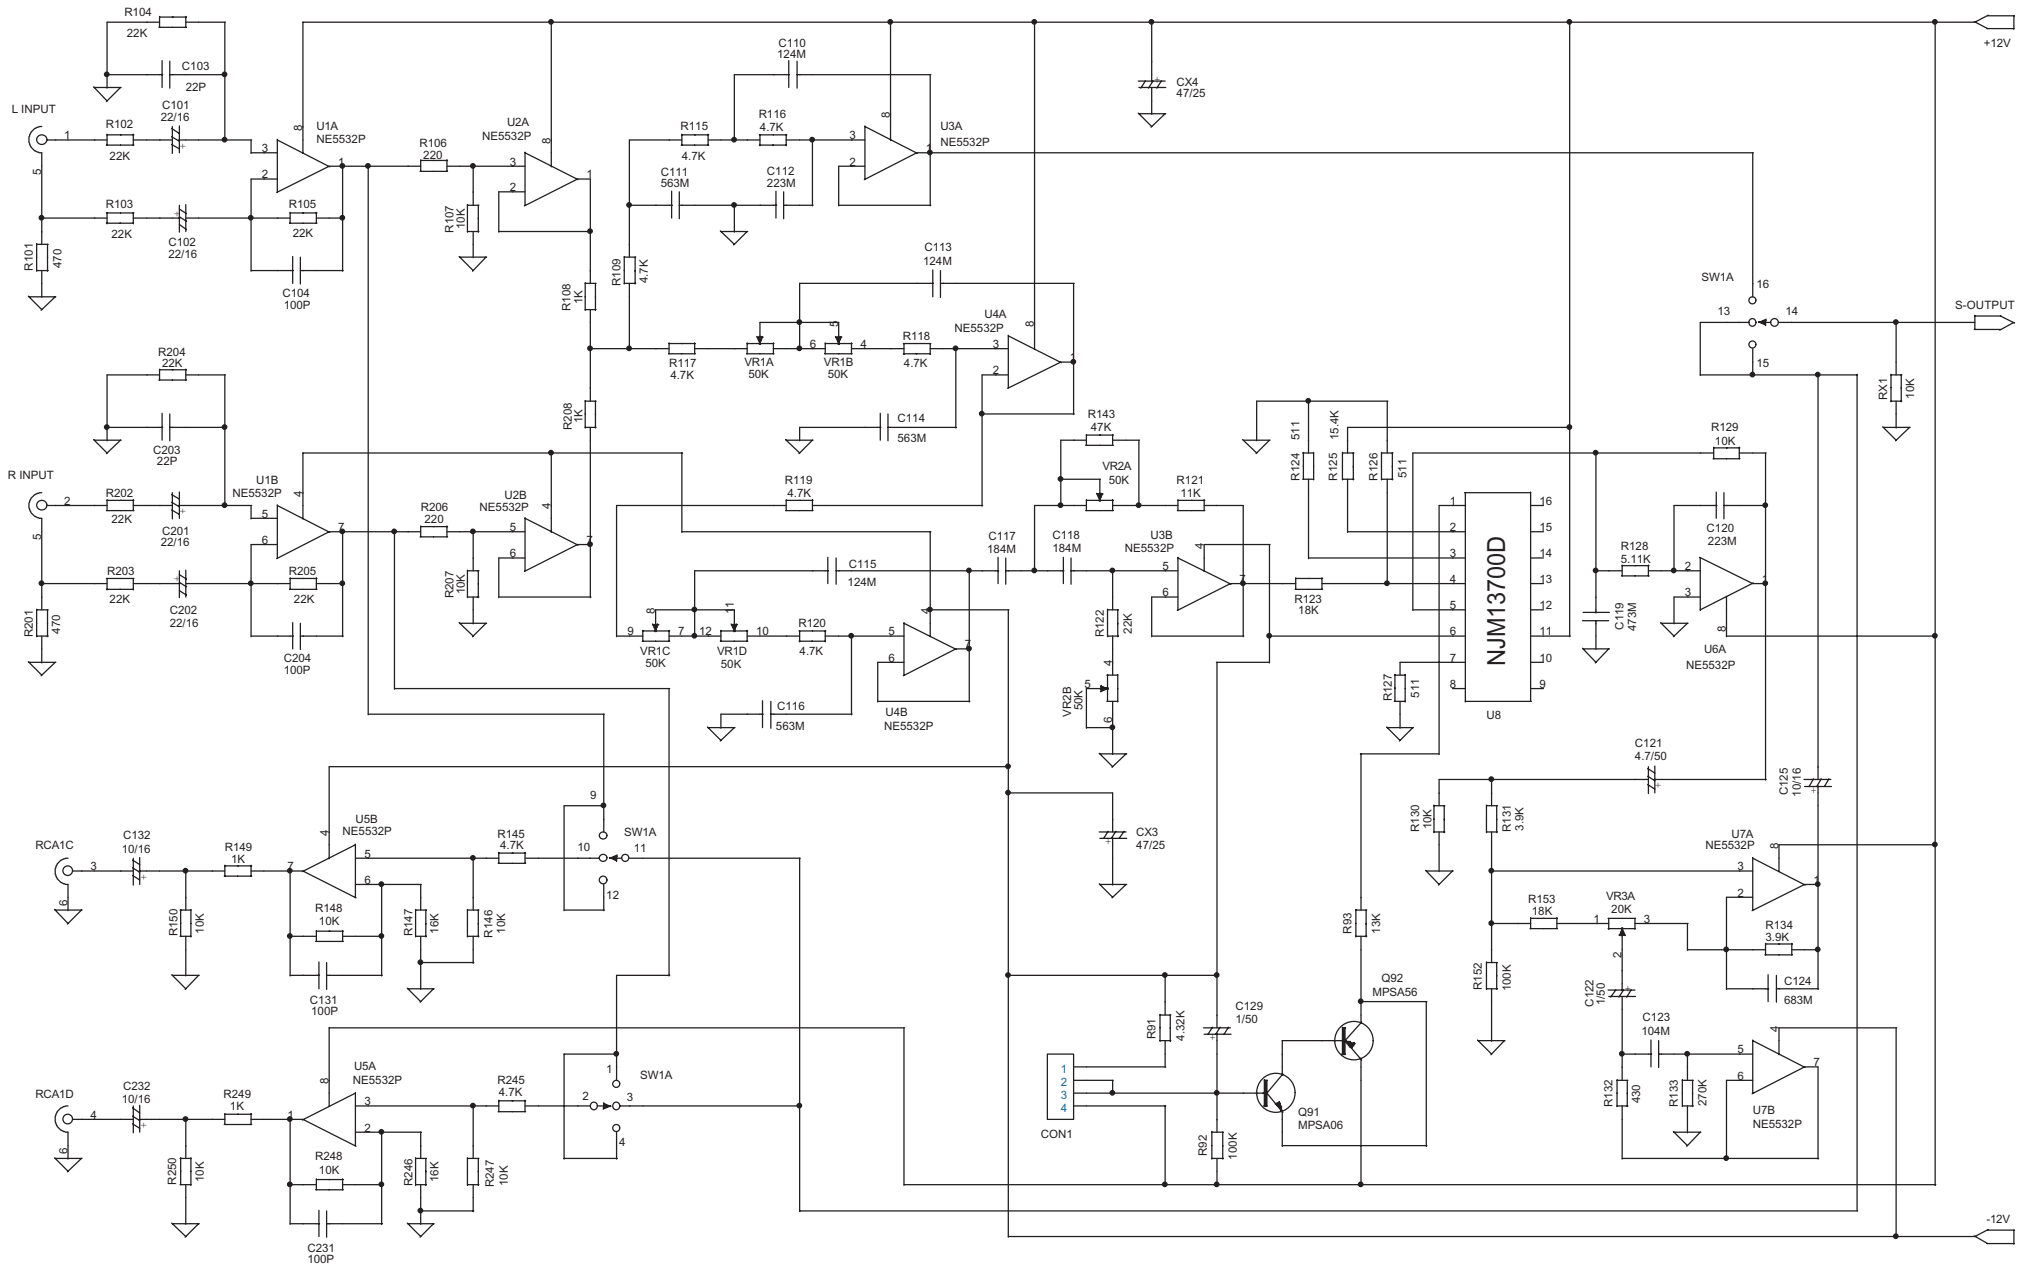 R104
22K
C103
22P
L INPUT
1
5
R102
22K
C101
22/16
R103
22K
C102
22/16
R101
470
3
2
8
1
U1A
NE5532P
R105
22K
C104
100P
R106
220
R107
10K
U2A
NE5532P
3
2
8
1
R108
1K
R109
4.7K
R115
4.7K
C110
124M
R116
4.7K
C111
563M
C112
223M
3
2
8
1
U3A
NE5532P
CX4
47/25
+12V
C113
124M
R117
4.7K
VR1A
50K
6
5
4
VR1B
50K
R118
4.7K
U4A
NE5532P
3
2
8
1
C114
563M
SW1A
16
13
14
15
S-OUTPUT
RX1
10K
R204
22K
C203
22P
R INPUT
2
5
R202
22K
C201
22/16
R203
22K
C202
22/16
R201
470
U1B
NE5532P
5
6
4
7
R205
22K
C204
100P
R206
220
R207
10K
U2B
NE5532P
5
6
4
7
R208
1K
R119
4.7K
C115
124M
9
8
7
VR1C
50K
12
11
10
VR1D
50K
R120
4.7K
C116
563M
5
6
4
7
U4B
NE5532P
C117
184M
C118
184M
R143
47K
VR2A
50K
R121
11K
R122
22K
VR2B
50K
4
5
6
U3B
NE5532P
5
6
4
7
R123
18K
R124
511
R125
15.4K
R126
511
R127
511
1
2
3
4
5
6
7
8
16
15
14
13
12
11
10
9
NJM13700D
U8
R129
10K
C120
223M
R128
5.11K
C119
473M
2
3
8
1
U6A
NE5532P
C121
4.7/50
C125
10/16
R130
10K
R131
3.9K
U7A
NE5532P
3
2
8
1
R153
18K
VR3A
20K
1
3
2
R134
3.9K
C124
683M
R152
100K
C122
1/50
C123
104M
R132
430
R133
270K
5
6
4
7
U7B
NE5532P
-12V
RCA1C
3
6
C132
10/16
R149
1K
R150
10K
U5B
NE5532P
4
7
5
6
R148
10K
C131
100P
R147
16K
R146
10K
R145
4.7K
9
10
11
12
SW1A
CX3
47/25
RCA1D
4
6
C232
10/16
R249
1K
R250
10K
U5A
NE5532P
8
1
3
2
R248
10K
C231
100P
R246
16K
R247
10K
R245
4.7K
1
2
3
4
SW1A
R91
4.32K
C129
1/50
R92
100K
CON1
1
2
3
4
Q91
MPSA06
Q92
MPSA56
R93
13K